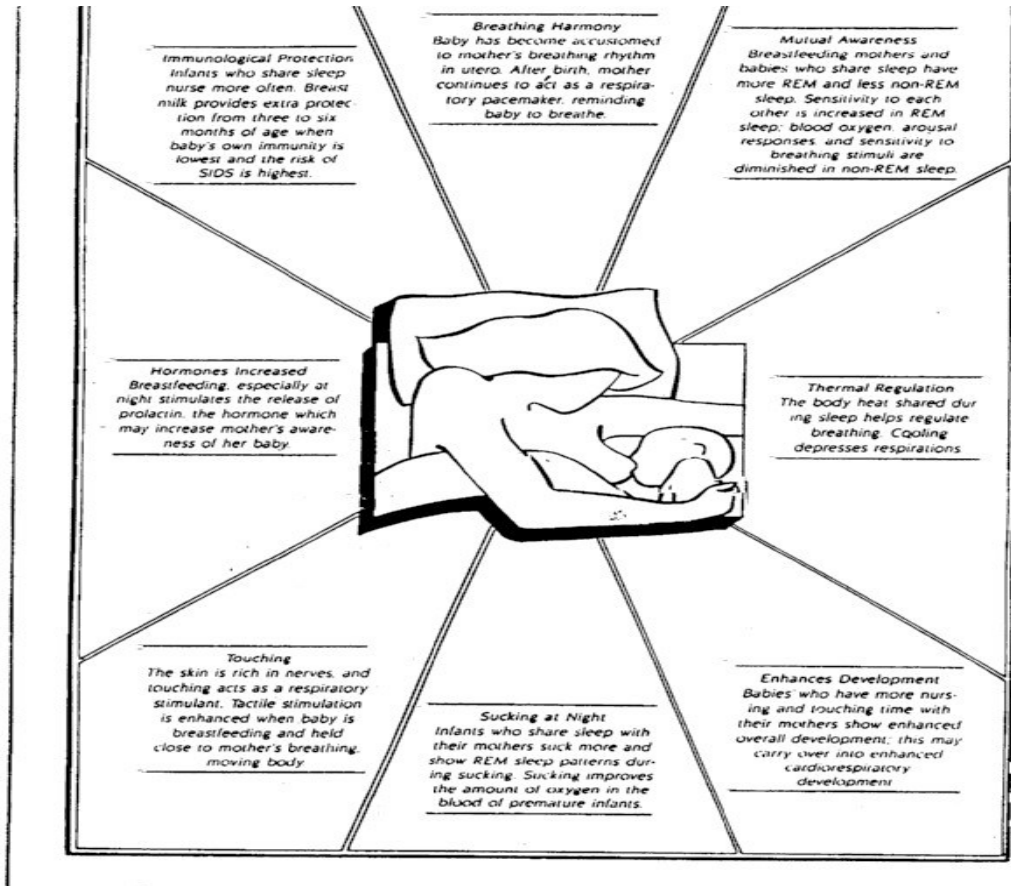 Immunological Protection
Infants who share sleep
nurse more often. Breast
milk provides extra protec-
tion from three to six
months of age when
baby's own immunity is
lowest and the risk of
SIDS is highest.
Breathing Harmony
Baby has become accustomed
to mother's breathing rhythm
in utero. After birth, mother
continues to act as a respira-
tory pacemaker, reminding
baby to breathe.
Mutual Awareness
Breastfeeding mothers and
babies who share sleep have
more REM and less non-REM
sleep. Sensitivity to each
other is increased in REM
sleep; blood oxygen, arousal
responses, and sensitivity to
breathing stimuli are
diminished in non-REM sleep.
Hormones Increased
Breastfeeding, especially at
night stimulates the release of
prolactin, the hormone which
may increase mother's aware-
ness of her baby.
Thermal Regulation
The body heat shared dur
ing sleep helps regulate
breathing. Cooling
depresses respirations
Touching
The skin is rich in nerves, and
touching acts as a respiratory
stimulant. Tactile stimulation
is enhanced when baby is
breastfeeding and held
close to mother's breathing,
moving body
Sucking at Night
Infants who share sleep with
their mothers suck more and
show REM sleep patterns dur-
ing sucking. Sucking improves
the amount of oxygen in the
blood of premature infants.
Enhances Development
Babies who have more nurs-
ing and touching time with
their mothers show enhanced
overall development; this may
carry over into enhanced
cardiorespiratory
development